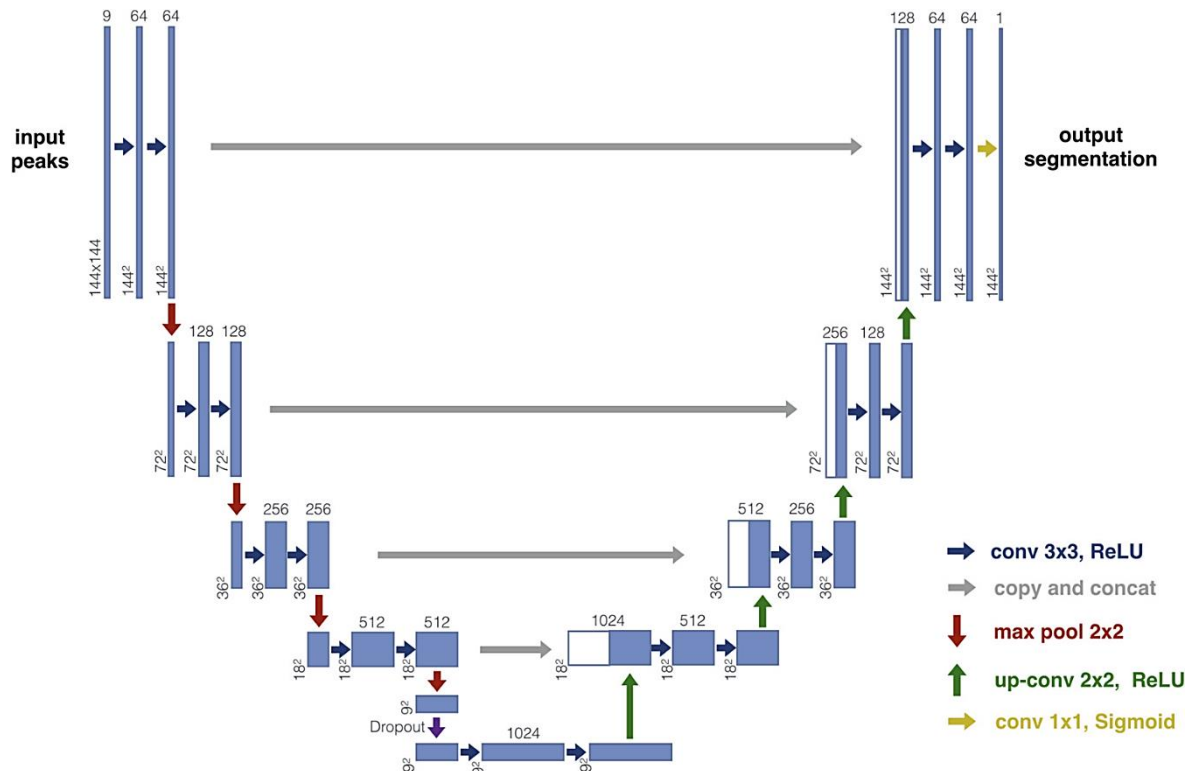 9 64 64
128 64 64 1
input
peaks
output
segmentation
144x144
144²
144²
144²
144²
144²
144²
128 128
256 128
72²
72²
72²
72²
72²
72²
256 256
512 256
36²
36²
36²
36²
36²
36²
conv 3x3, ReLU
copy and concat
max pool 2x2
up-conv 2x2, ReLU
conv 1x1, Sigmoid
512 512
1024 512
18²
18²
18²
18²
18²
18²
9²
Dropout
1024
9²
9²
9²